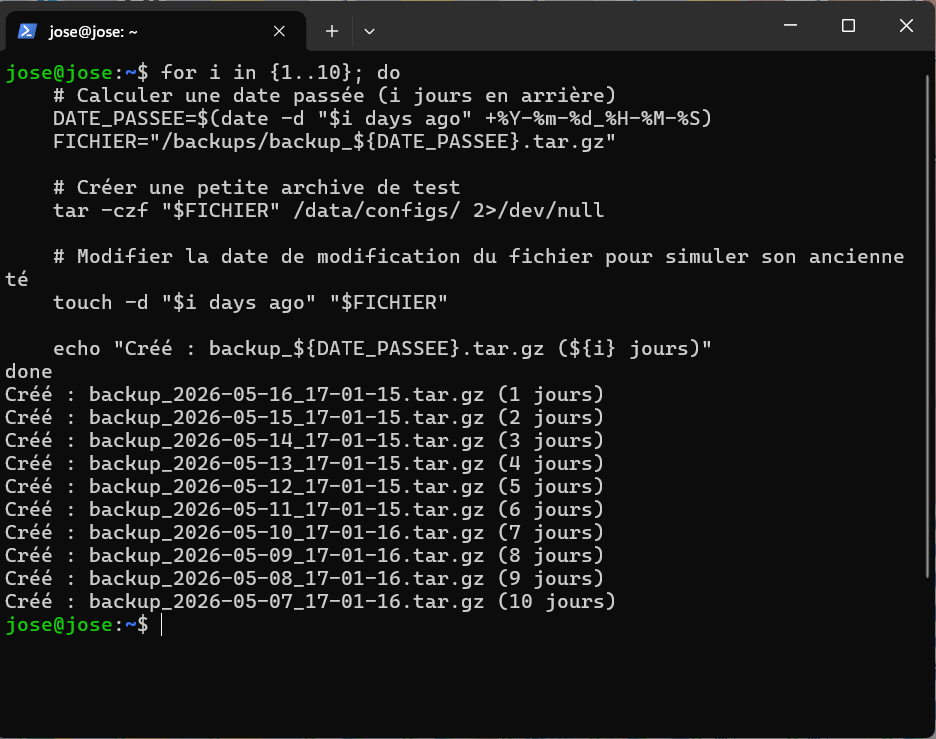 jose@jose: ~
jose@jose:~$ for i in {1..10}; do
    # Calculer une date passée (i jours en arrière)
    DATE_PASSEE=$(date -d "$i days ago" +%Y-%m-%d_%H-%M-%S)
    FICHIER="/backups/backup_${DATE_PASSEE}.tar.gz"
    # Créer une petite archive de test
    tar -czf "$FICHIER" /data/configs/ 2>/dev/null
    # Modifier la date de modification du fichier pour simuler son ancienne
té
    touch -d "$i days ago" "$FICHIER"
    echo "Créé : backup_${DATE_PASSEE}.tar.gz (${i} jours)"
done
Créé : backup_2026-05-16_17-01-15.tar.gz (1 jours)
Créé : backup_2026-05-15_17-01-15.tar.gz (2 jours)
Créé : backup_2026-05-14_17-01-15.tar.gz (3 jours)
Créé : backup_2026-05-13_17-01-15.tar.gz (4 jours)
Créé : backup_2026-05-12_17-01-15.tar.gz (5 jours)
Créé : backup_2026-05-11_17-01-15.tar.gz (6 jours)
Créé : backup_2026-05-10_17-01-16.tar.gz (7 jours)
Créé : backup_2026-05-09_17-01-16.tar.gz (8 jours)
Créé : backup_2026-05-08_17-01-16.tar.gz (9 jours)
Créé : backup_2026-05-07_17-01-16.tar.gz (10 jours)
jose@jose:~$